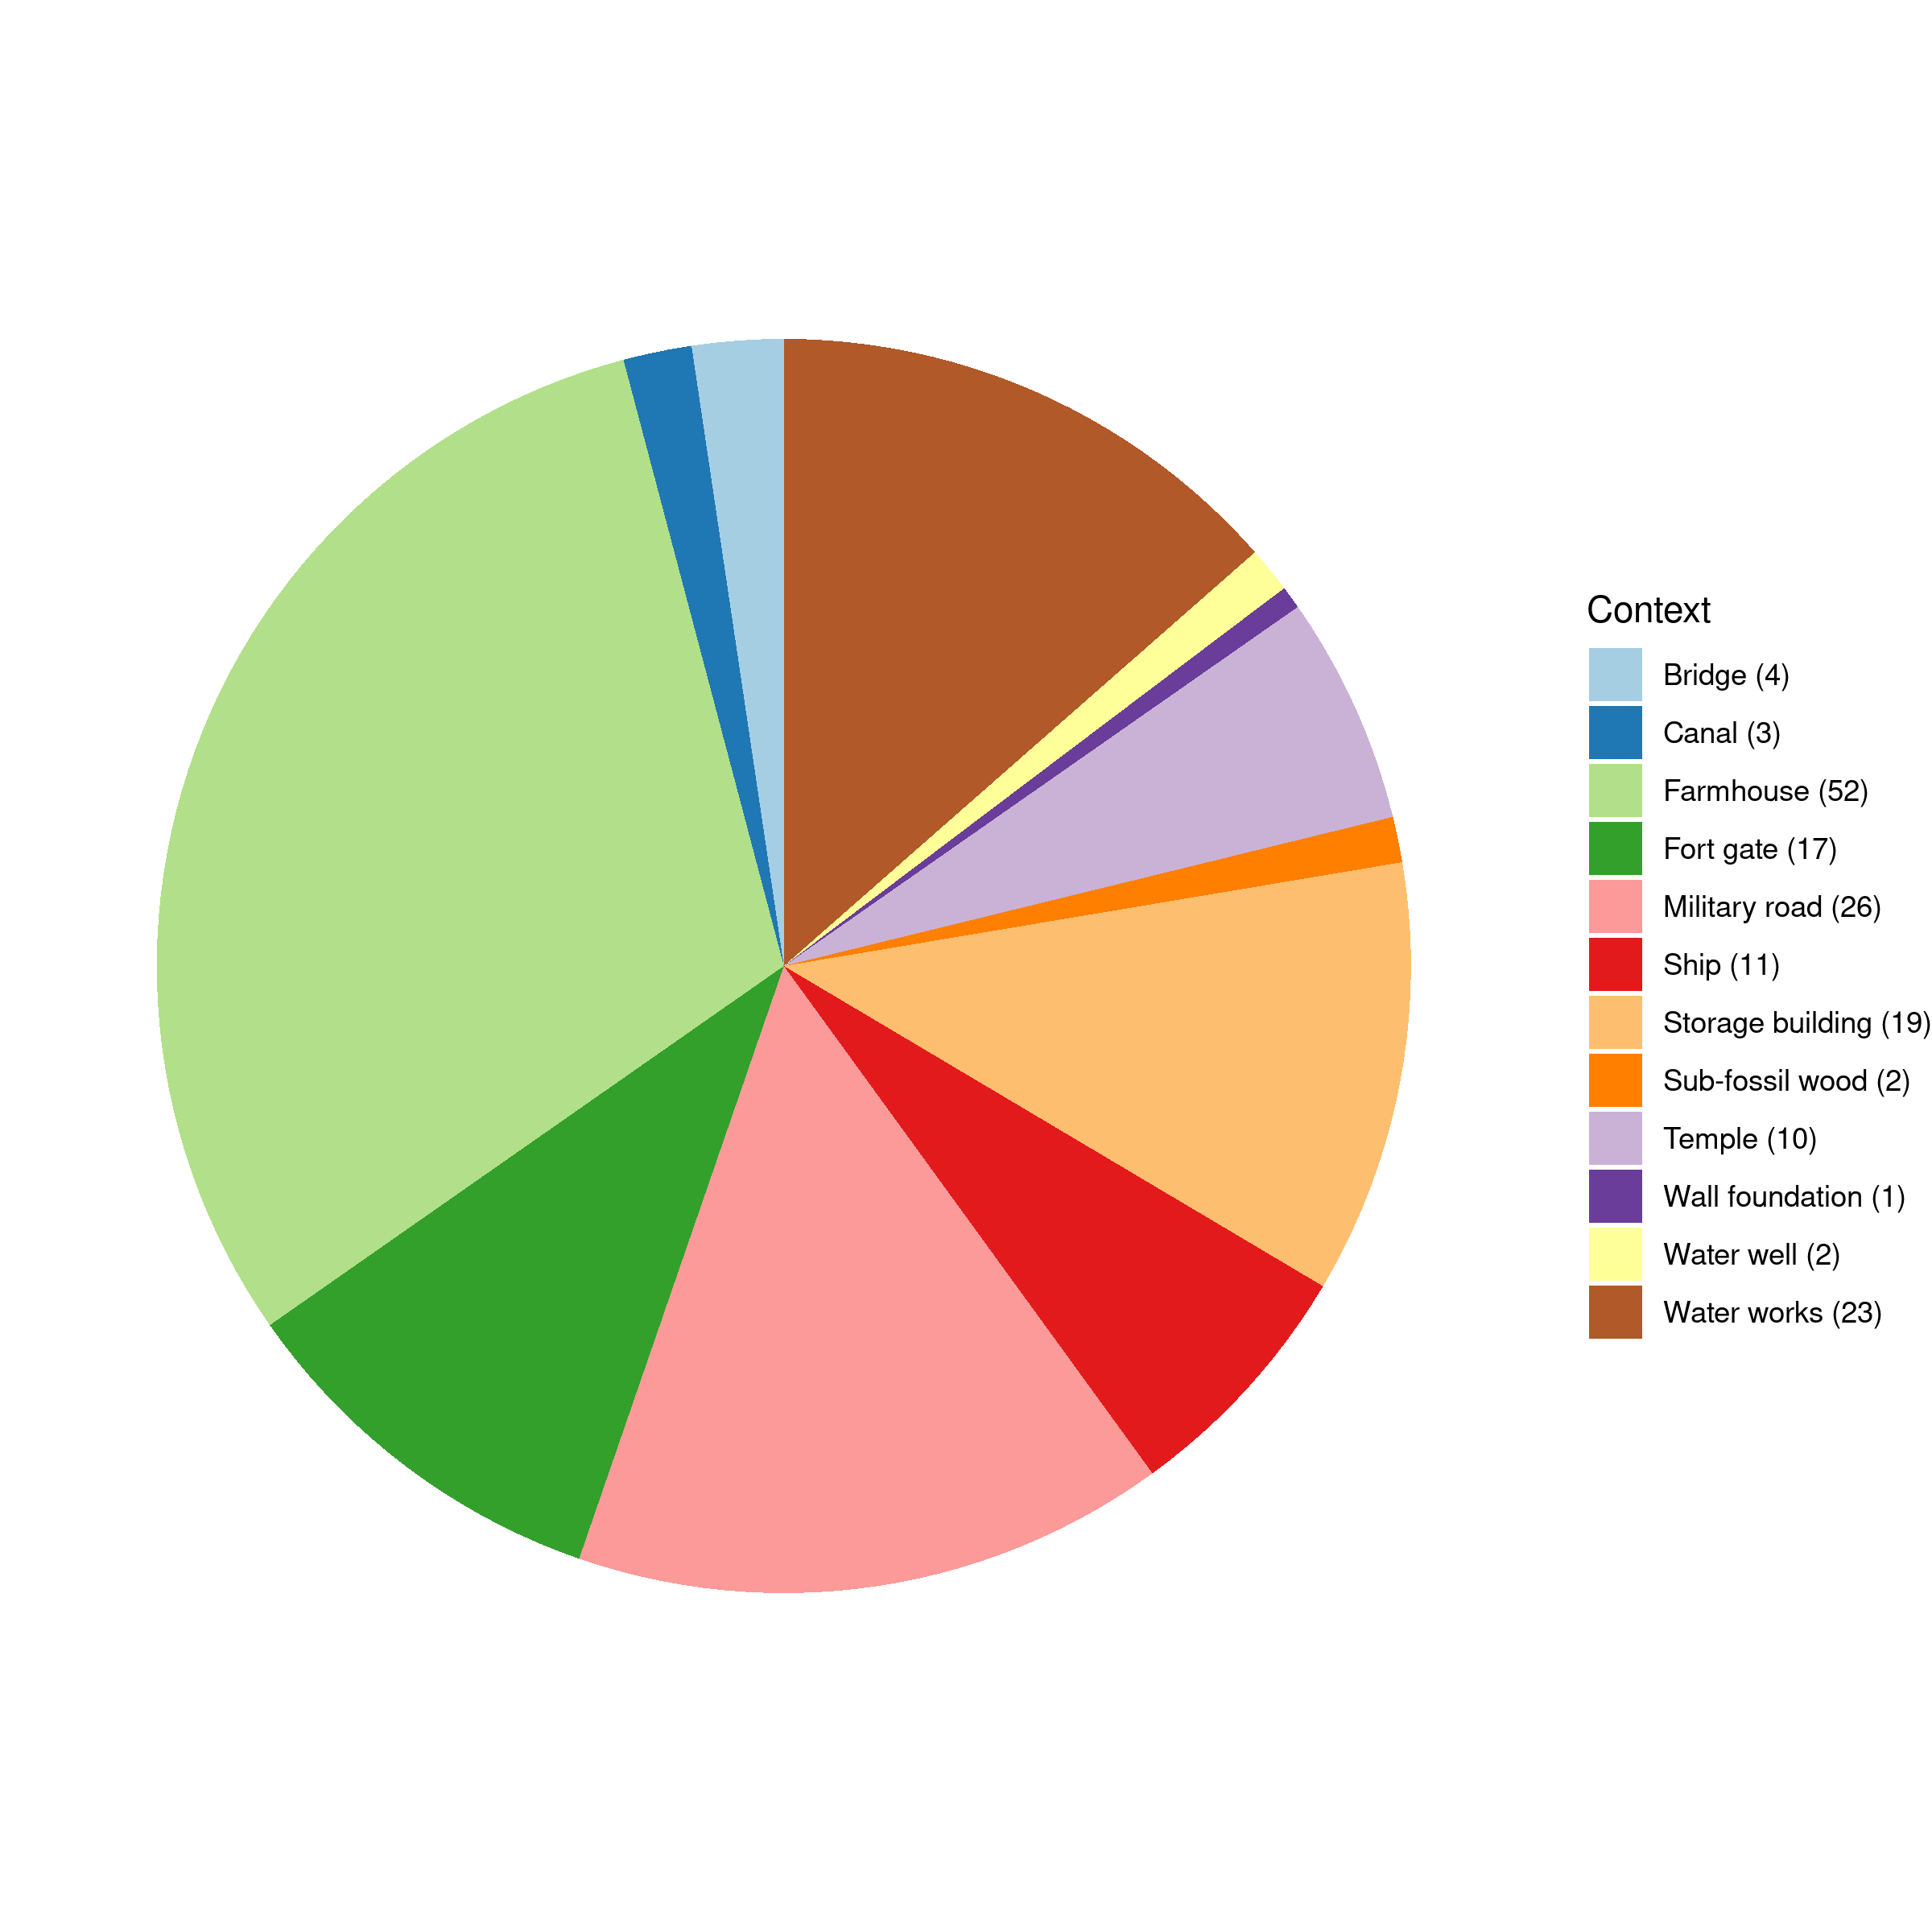 Context
Bridge (4)
Canal (3)
Farmhouse (52)
Fort gate (17)
Military road (26)
Ship (11)
Storage building (19)
Sub-fossil wood (2)
Temple (10)
Wall foundation (1)
Water well (2)
Water works (23)